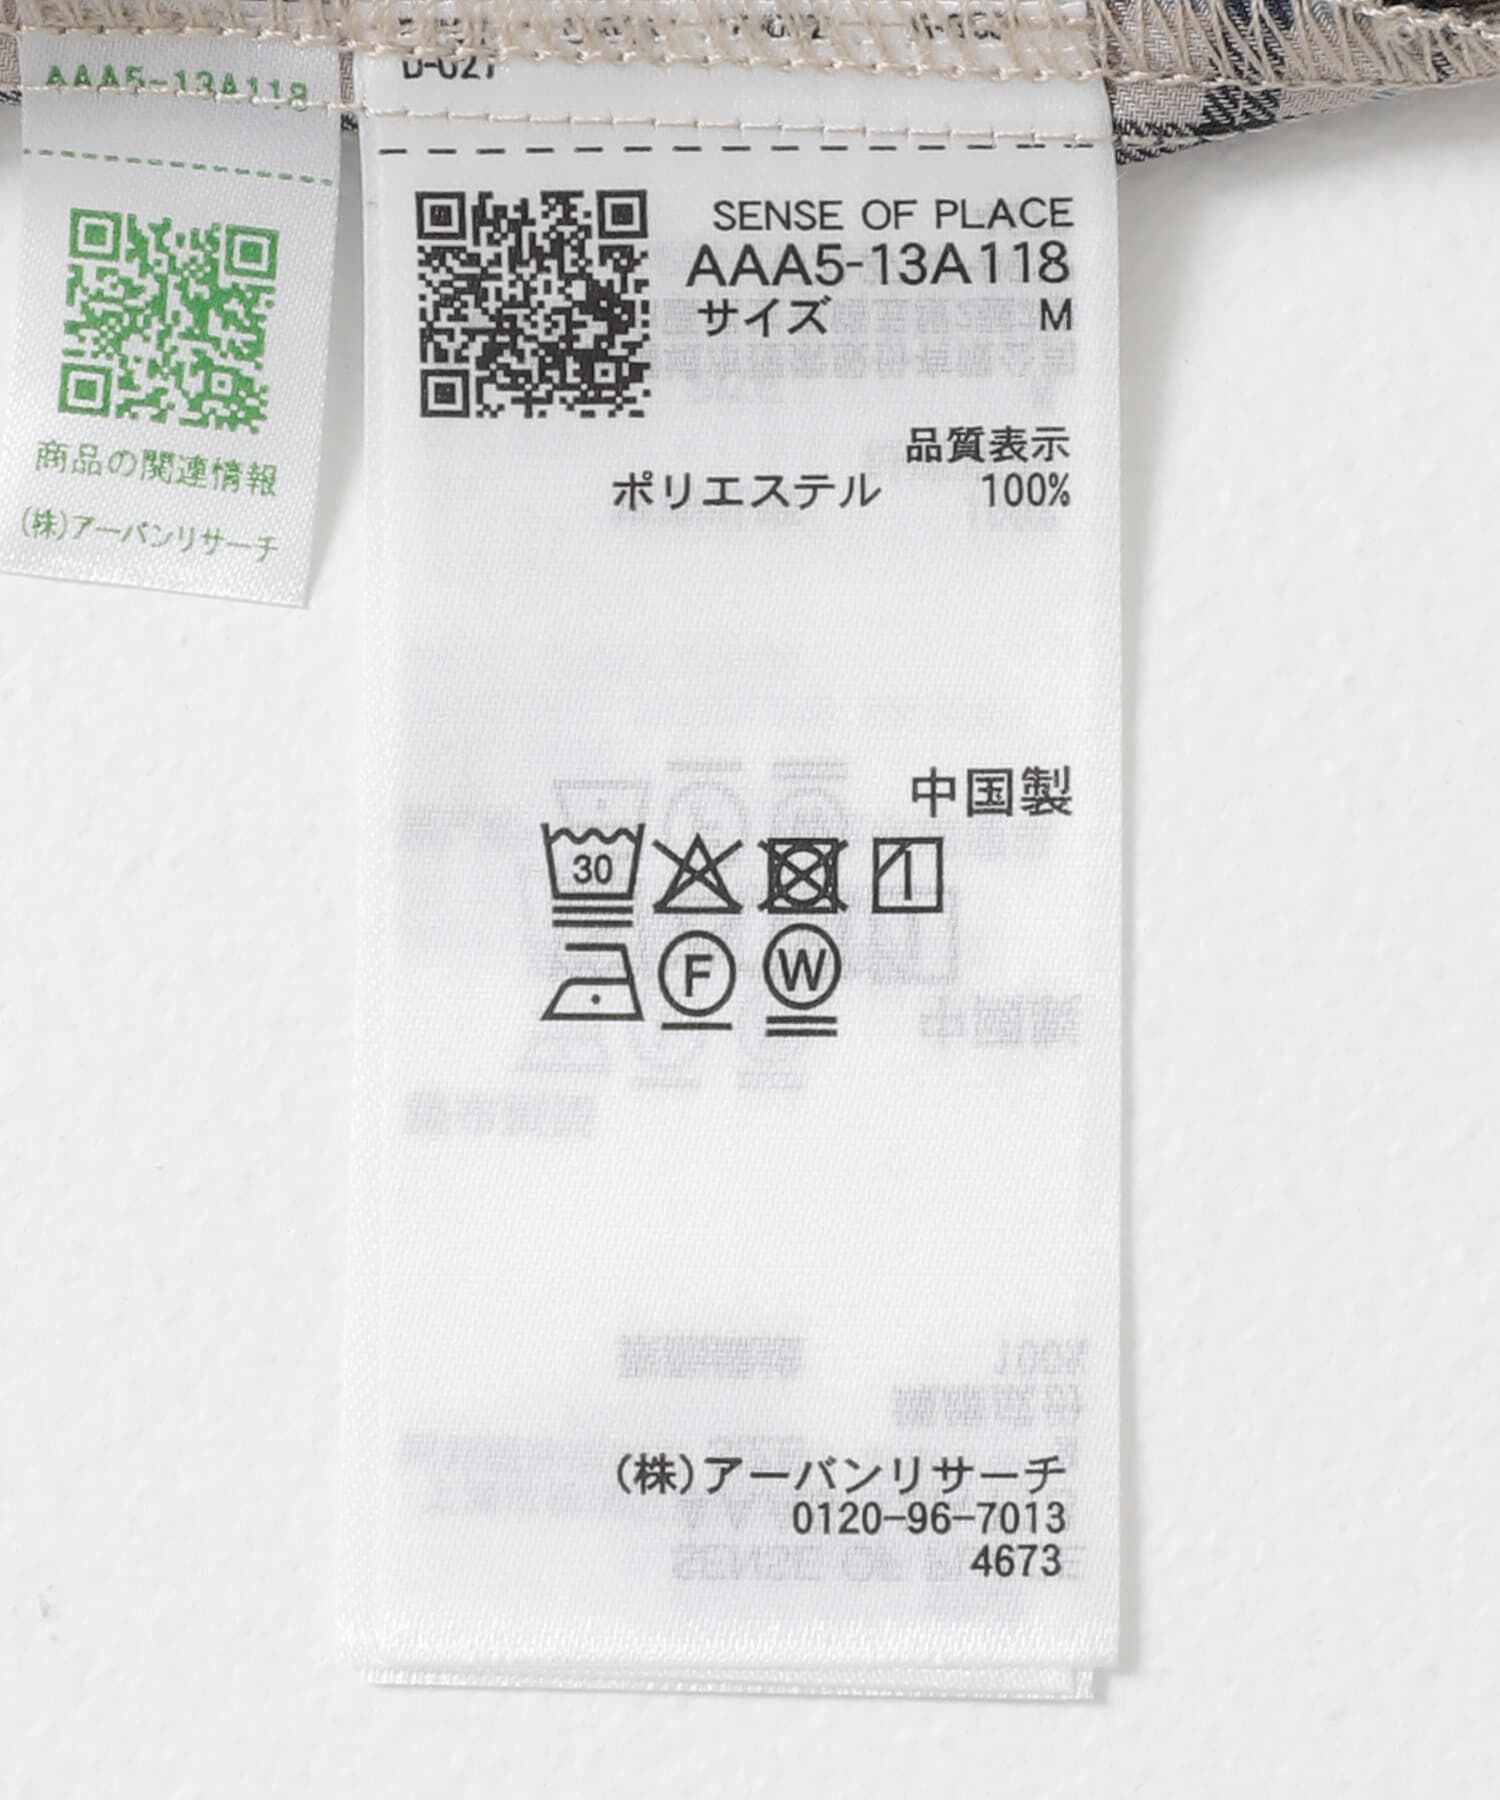 AAA5-13A118
商品の関連情報
(株)アーバンリサーチ
D-027
SENSE OF PLACE
AAA5-13A118
サイズ M
品質表示
ポリエステル 100%
中国製
30
F W
(株)アーバンリサーチ
0120-96-7013
4673